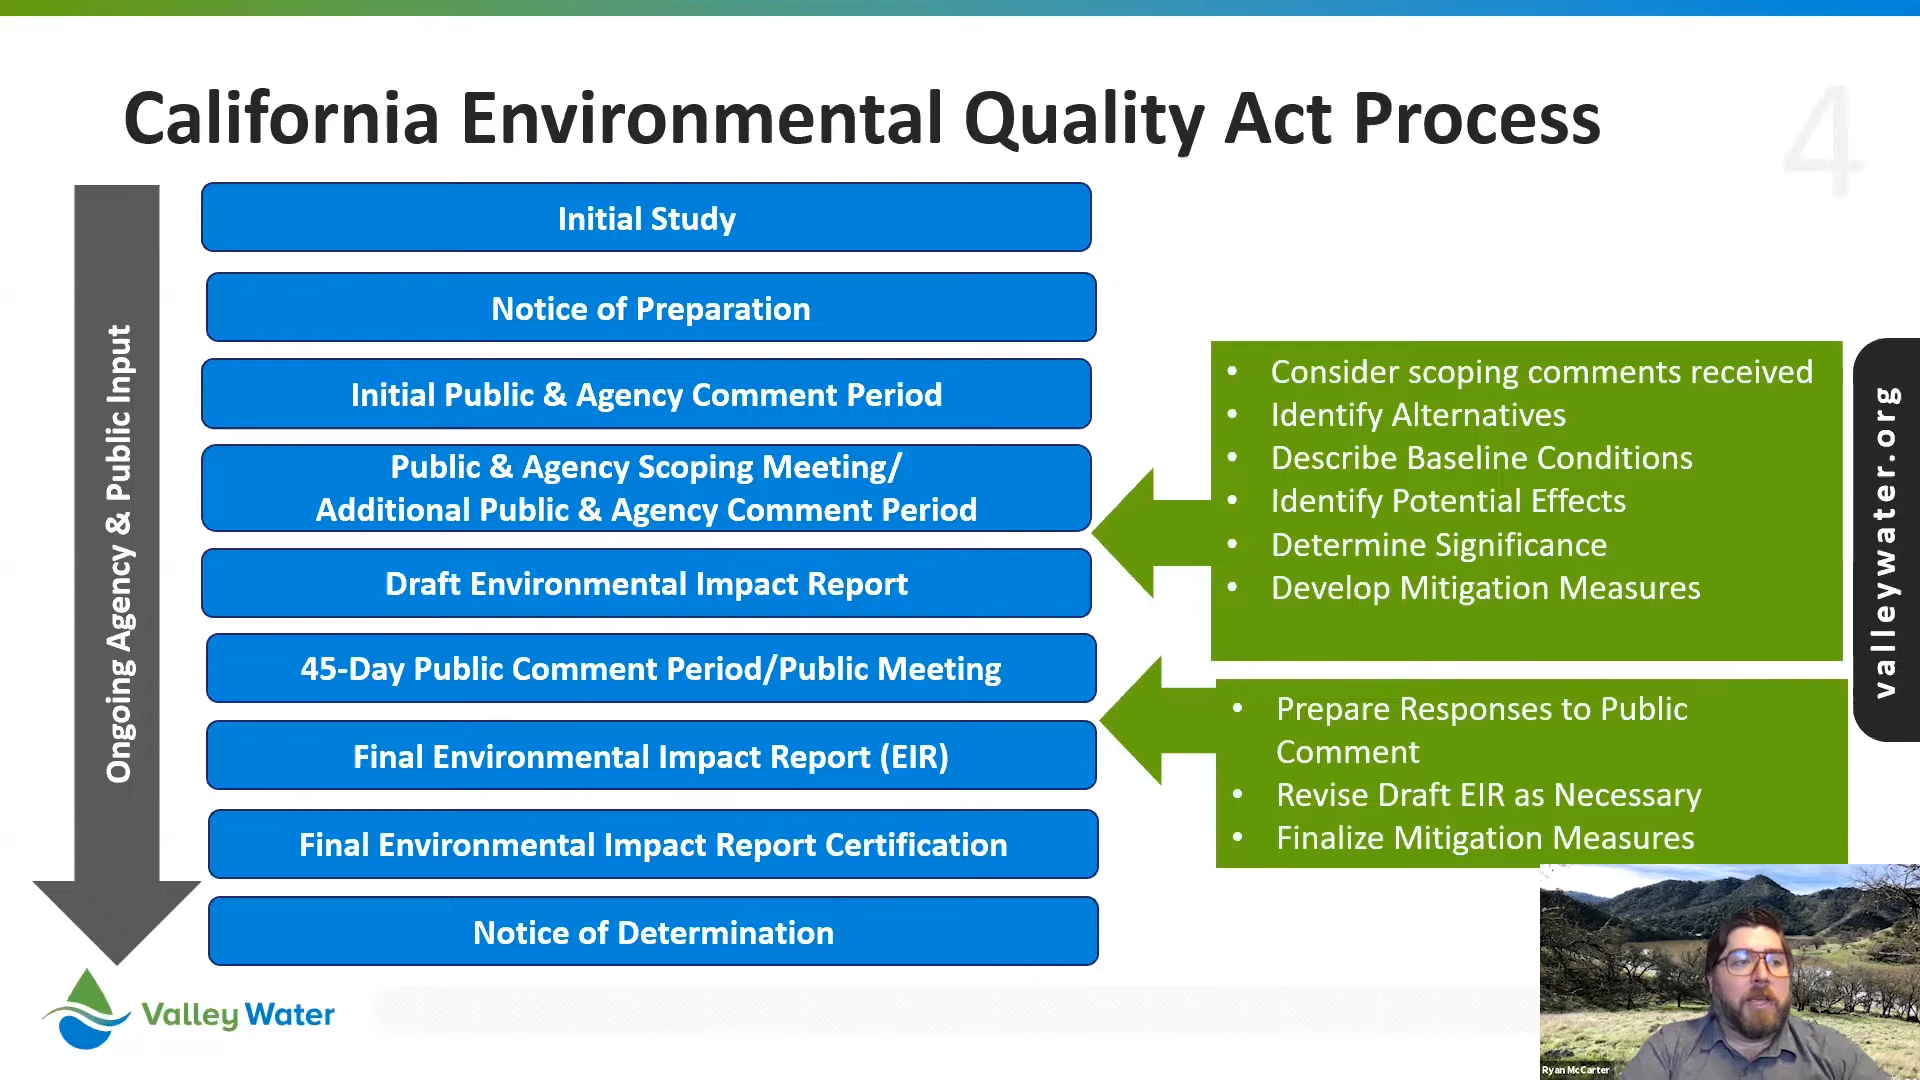 California Environmental Quality Act Process
4
Ongoing Agency & Public Input
Initial Study
Notice of Preparation
Initial Public & Agency Comment Period
Public & Agency Scoping Meeting/
Additional Public & Agency Comment Period
Draft Environmental Impact Report
45-Day Public Comment Period/Public Meeting
Final Environmental Impact Report (EIR)
Final Environmental Impact Report Certification
Notice of Determination
• Consider scoping comments received
• Identify Alternatives
• Describe Baseline Conditions
• Identify Potential Effects
• Determine Significance
• Develop Mitigation Measures
• Prepare Responses to Public
Comment
• Revise Draft EIR as Necessary
• Finalize Mitigation Measures
valleywater.org
Valley Water
Ryan McCarter